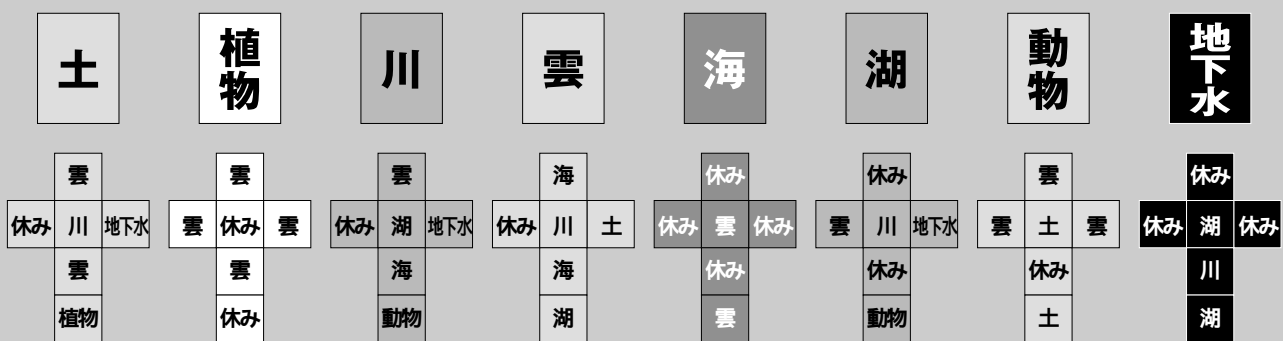 土 植物 川 雲 海 湖 動物 地下水
雲 雲 雲 海 休み 休み 雲 休み
休み 川 地下水 雲 休み 雲 休み 湖 地下水 休み 川 土 休み 雲 休み 雲 川 地下水 雲 土 雲 休み 湖 休み
雲 雲 海 海 休み 休み 休み 川
植物 休み 動物 湖 雲 動物 土 湖